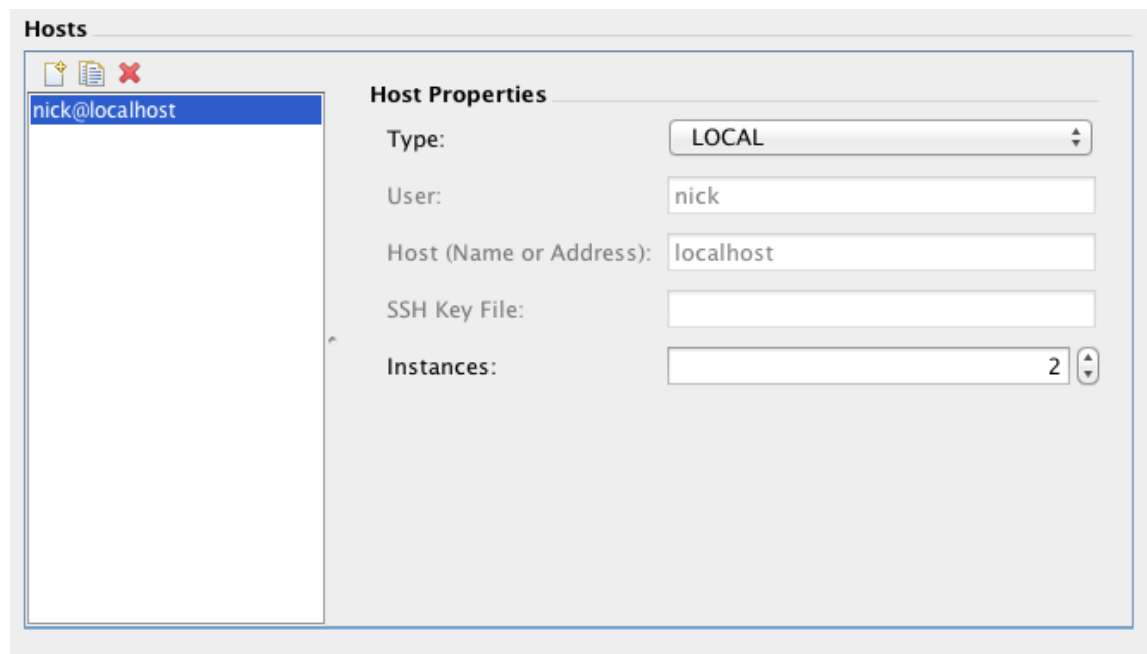 Hosts
nick@localhost
Host Properties
Type: LOCAL
User: nick
Host (Name or Address): localhost
SSH Key File:
Instances: 2